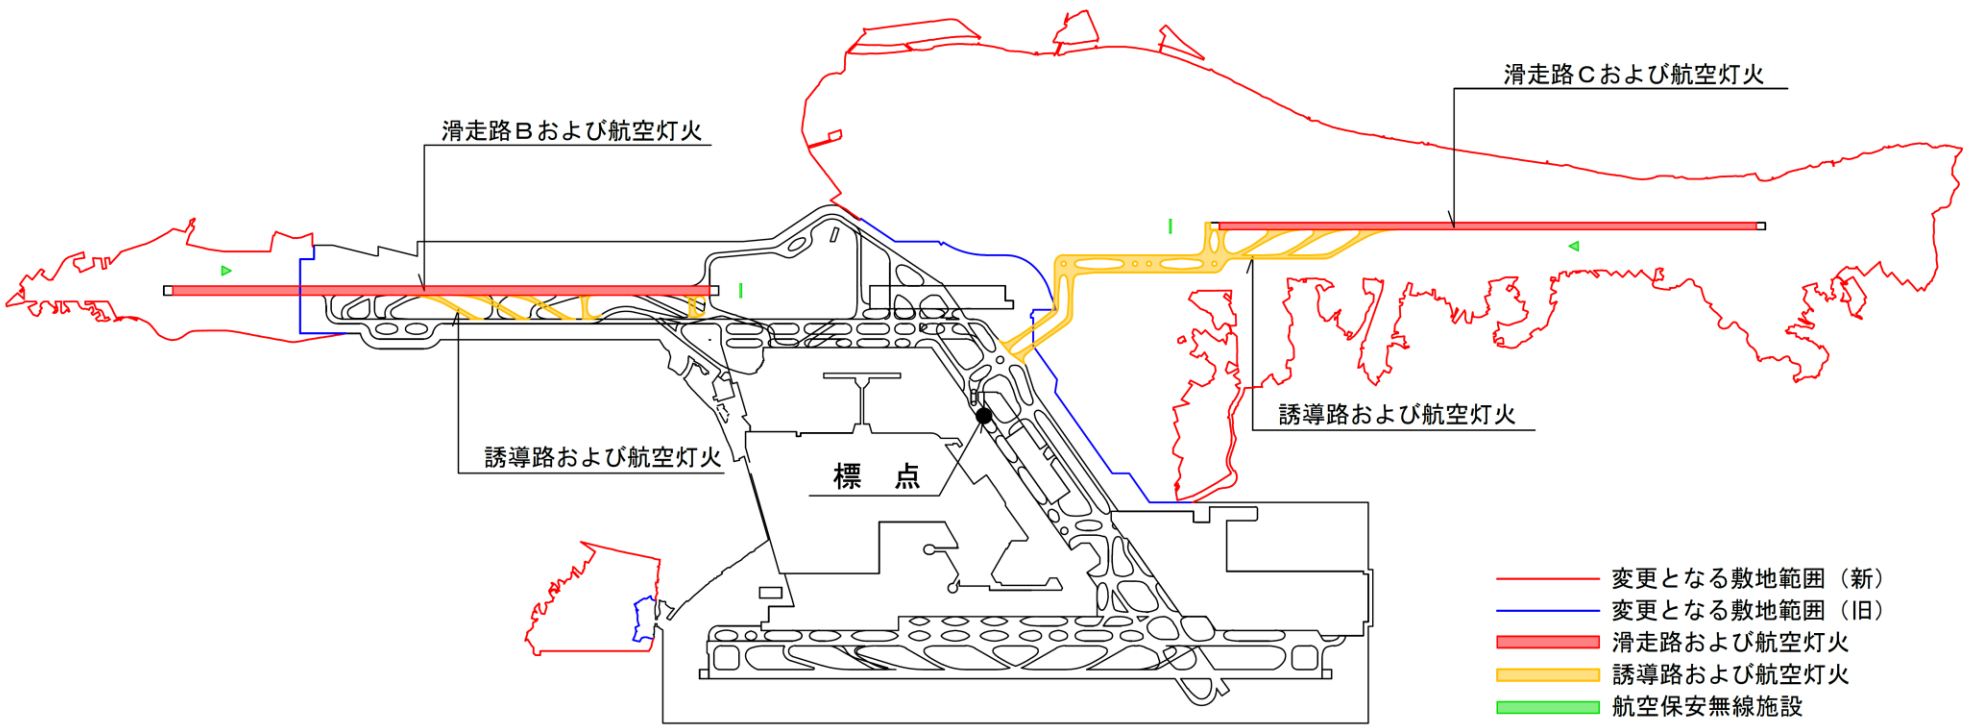 滑走路Cおよび航空灯火
滑走路Bおよび航空灯火
誘導路および航空灯火
誘導路および航空灯火
標 点
変更となる敷地範囲（新）
変更となる敷地範囲（旧）
滑走路および航空灯火
誘導路および航空灯火
航空保安無線施設